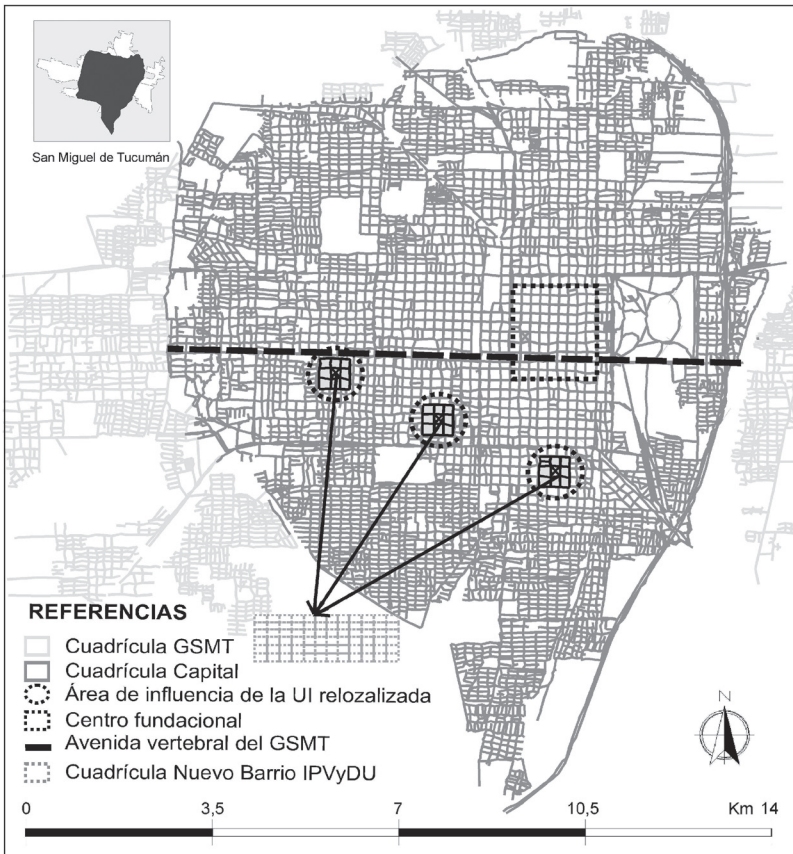 San Miguel de Tucumán
REFERENCIAS
Cuadrícula GSMT
Cuadrícula Capital
Área de influencia de la UI relozalizada
Centro fundacional
Avenida vertebral del GSMT
Cuadrícula Nuevo Barrio IPVyDU
N
0 3,5 7 10,5 Km 14